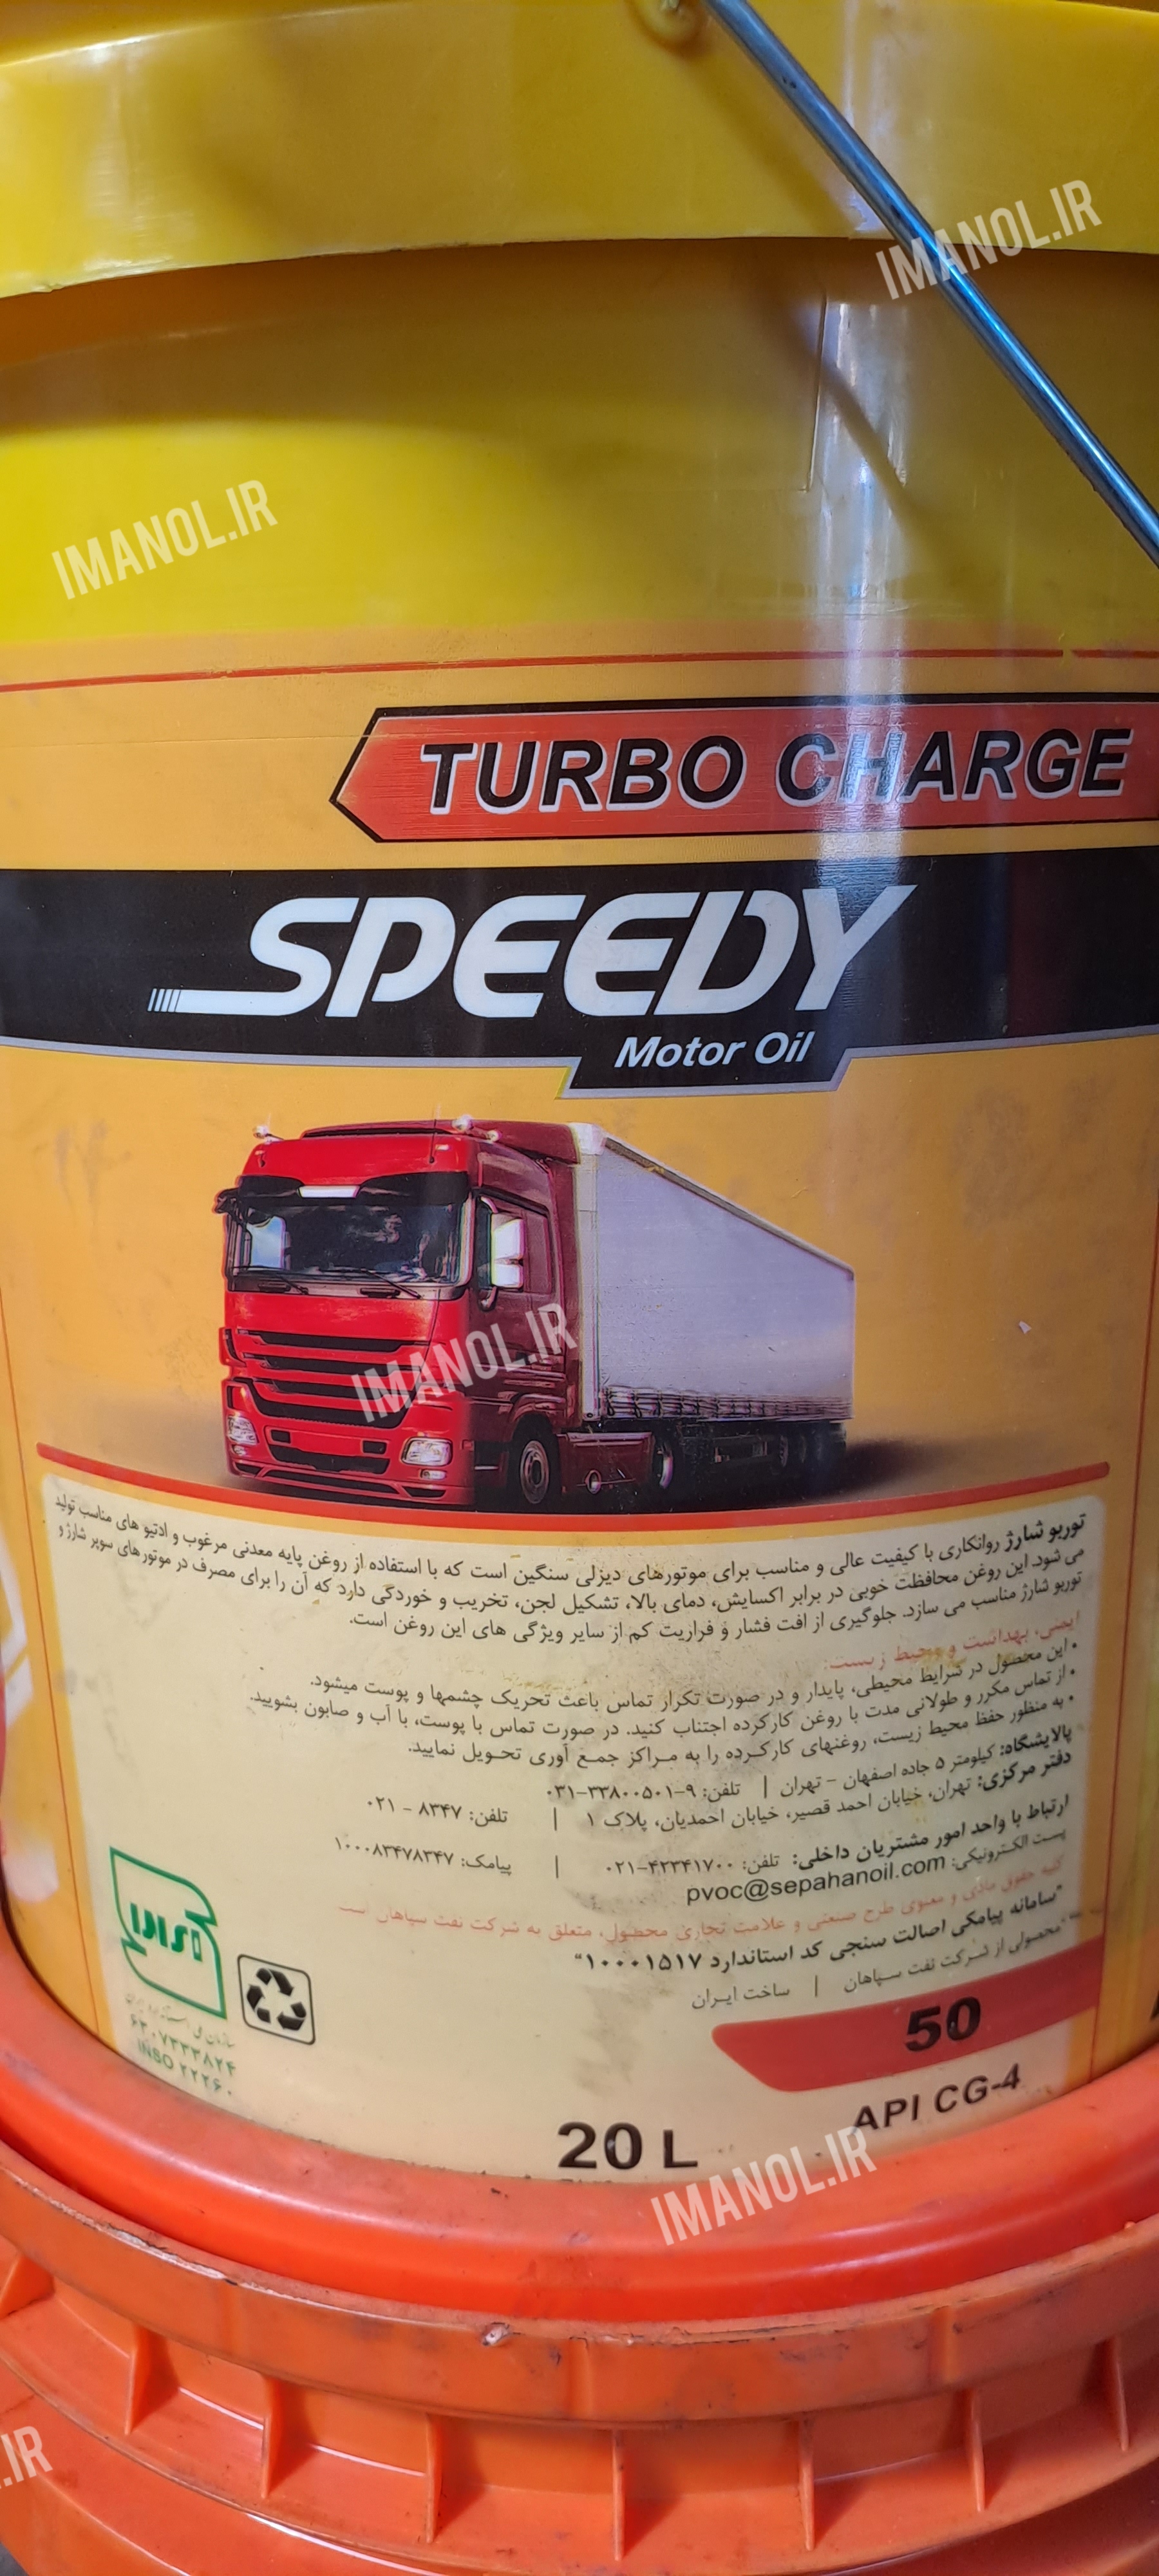 IMANOL.IR
IMANOL.IR
TURBO CHARGE
SPEEDY
Motor Oil
IMANOL.IR
توربو شارژ روانکاری با کیفیت عالی و مناسب برای موتورهای دیزلی سنگین است که با استفاده از روغن پایه معدنی مرغوب و ادتیو های مناسب تولید
می شود. این روغن محافظت خوبی در برابر اکسایش، دمای بالا، تشکیل لجن، تخریب و خوردگی دارد که آن را برای مصرف در موتورهای سوپر شارژ و
توربو شارژ مناسب می سازد. جلوگیری از افت فشار و فراریت کم از سایر ویژگی های این روغن است.
ایمنی، بهداشت و محیط زیست:
• این محصول در شرایط محیطی، پایدار و در صورت تکرار تماس باعث تحریک چشمها و پوست میشود.
• از تماس مکرر و طولانی مدت با روغن کارکرده اجتناب کنید. در صورت تماس با پوست، با آب و صابون بشویید.
• به منظور حفظ محیط زیست، روغنهای کارکرده را به مراکز جمع آوری تحویل نمایید.
پالایشگاه: کیلومتر ۵ جاده اصفهان - تهران | تلفن: ۹-۰۳۱-۳۳۸۰۰۵۰۱
دفتر مرکزی: تهران، خیابان احمد قصیر، خیابان احمدیان، پلاک ۱ | تلفن: ۸۳۴۷ - ۰۲۱
ارتباط با واحد امور مشتریان داخلی: تلفن: ۴۲۳۴۱۷۰۰-۰۲۱ | پیامک: ۱۰۰۰۸۳۴۷۸۳۴۷
پست الکترونیکی: pvoc@sepahanoil.com
کلیه حقوق مادی و معنوی طرح صنعتی و علامت تجاری محصول، متعلق به شرکت نفت سپاهان است
"سامانه پیامکی اصالت سنجی کد استاندارد ۱۰۰۰۱۵۱۷"
"محصولی از شرکت نفت سپاهان | ساخت ایران
۶۳۰۷۳۳۳۸۲۴
INSO ۲۲۲۶۰
50
API CG-4
20 L
IMANOL.IR
.IR